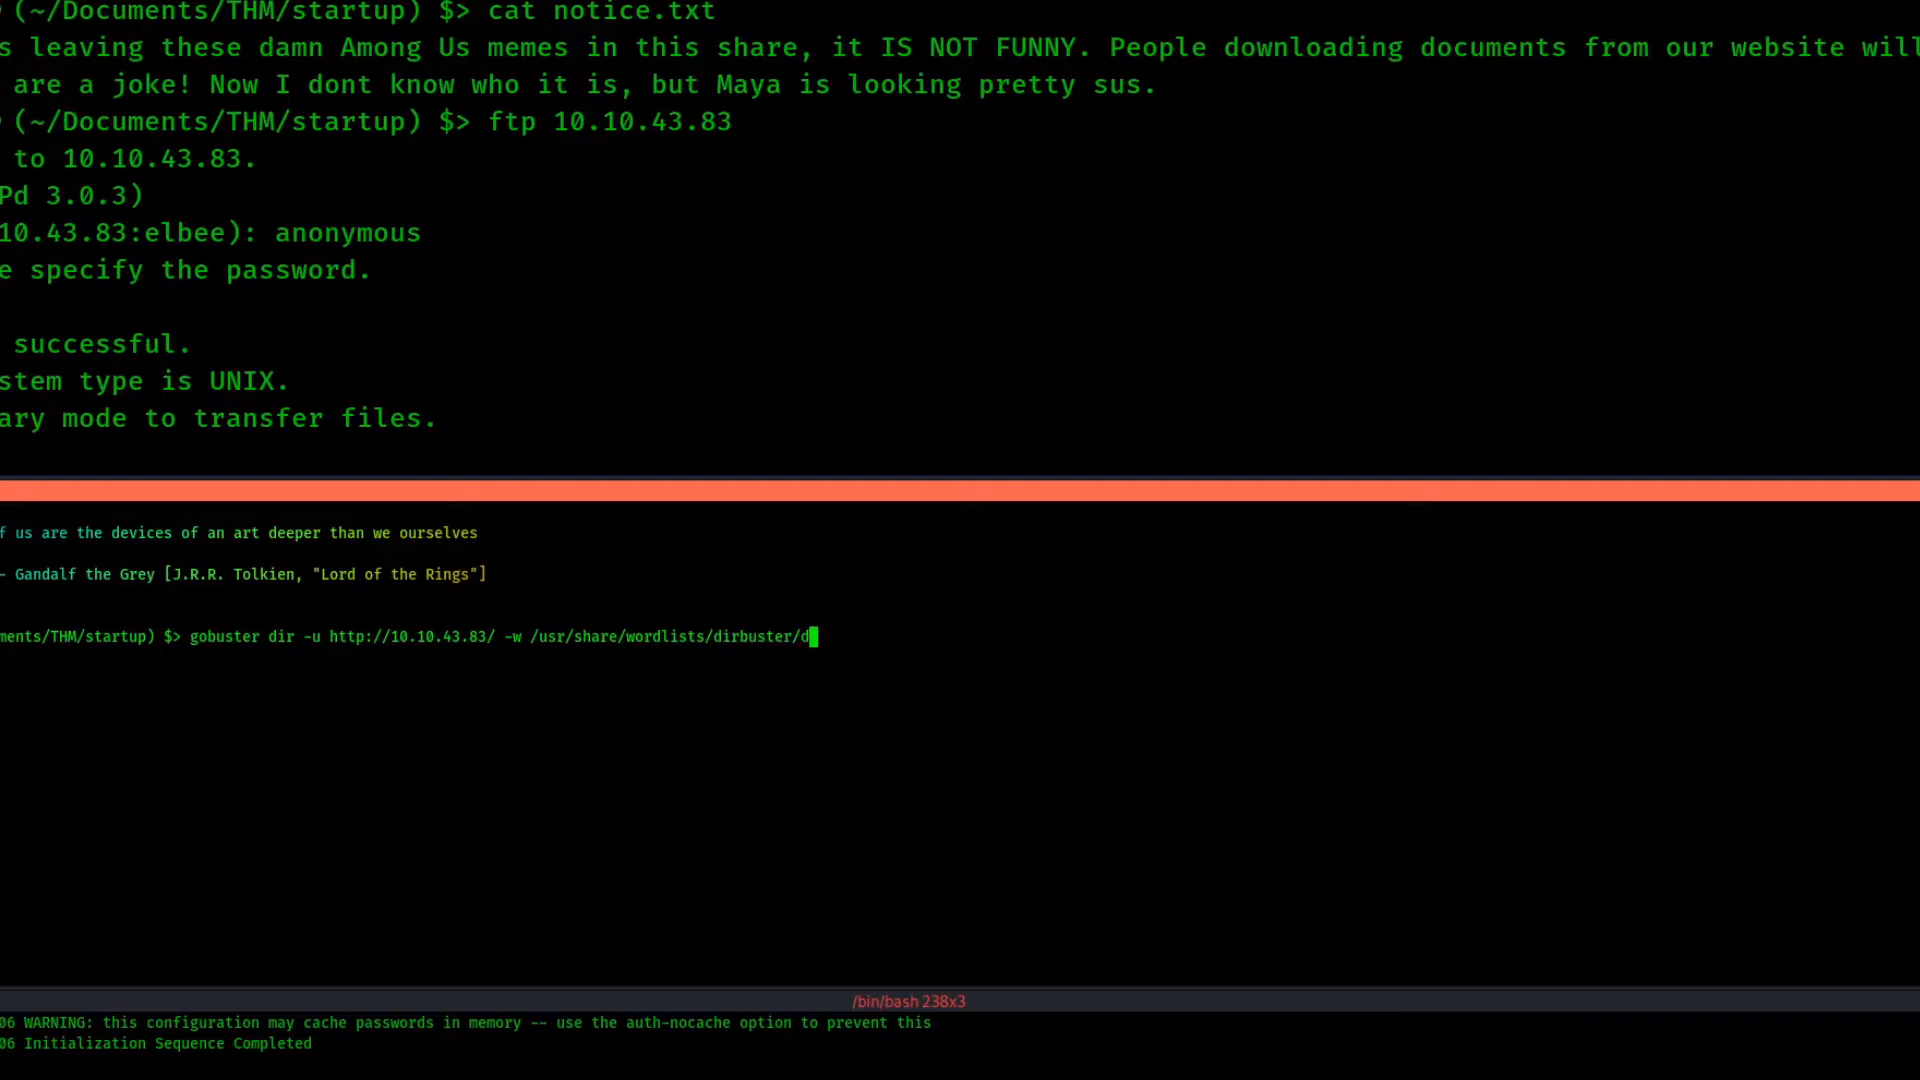 (~/Documents/THM/startup) $> cat notice.txt
s leaving these damn Among Us memes in this share, it IS NOT FUNNY. People downloading documents from our website will
are a joke! Now I dont know who it is, but Maya is looking pretty sus.
(~/Documents/THM/startup) $> ftp 10.10.43.83
to 10.10.43.83.
Pd 3.0.3)
10.43.83:elbee): anonymous
e specify the password.
successful.
stem type is UNIX.
ary mode to transfer files.
f us are the devices of an art deeper than we ourselves
- Gandalf the Grey [J.R.R. Tolkien, "Lord of the Rings"]
ments/THM/startup) $> gobuster dir -u http://10.10.43.83/ -w /usr/share/wordlists/dirbuster/d
/bin/bash 238x3
06 WARNING: this configuration may cache passwords in memory -- use the auth-nocache option to prevent this
06 Initialization Sequence Completed